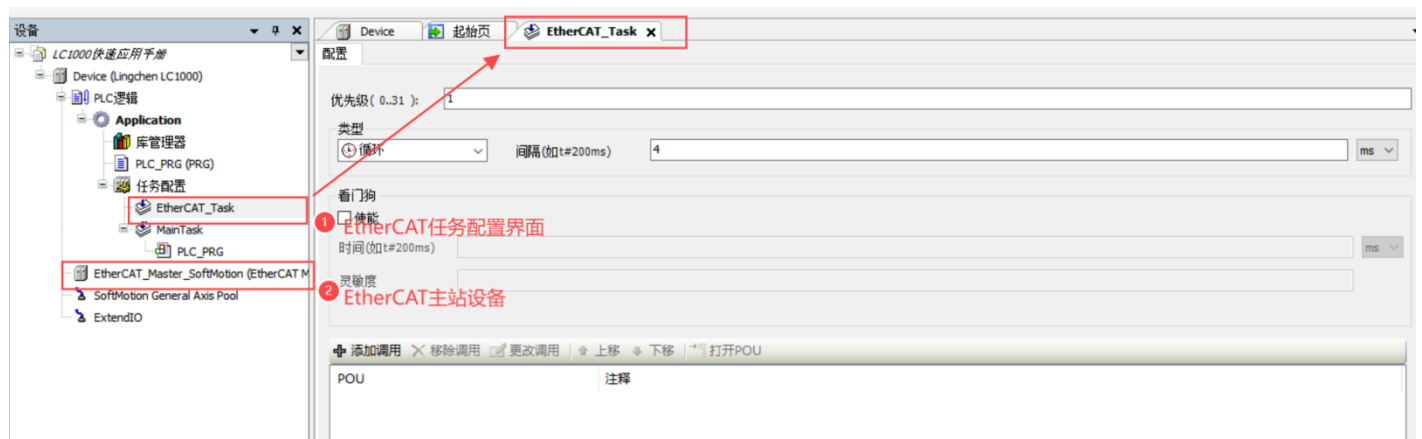 设备
LC1000快速应用手册
Device (Lingchen LC1000)
PLC逻辑
Application
库管理器
PLC_PRG (PRG)
任务配置
EtherCAT_Task
MainTask
PLC_PRG
EtherCAT_Master_SoftMotion (EtherCAT M
SoftMotion General Axis Pool
ExtendIO
Device 起始页 EtherCAT_Task
配置
优先级( 0..31 ): 1
类型
循环 间隔(如t#200ms) 4 ms
看门狗
使能
1 EtherCAT任务配置界面
时间(如t#200ms) ms
灵敏度
2 EtherCAT主站设备
添加调用 移除调用 更改调用 上移 下移 打开POU
POU 注释